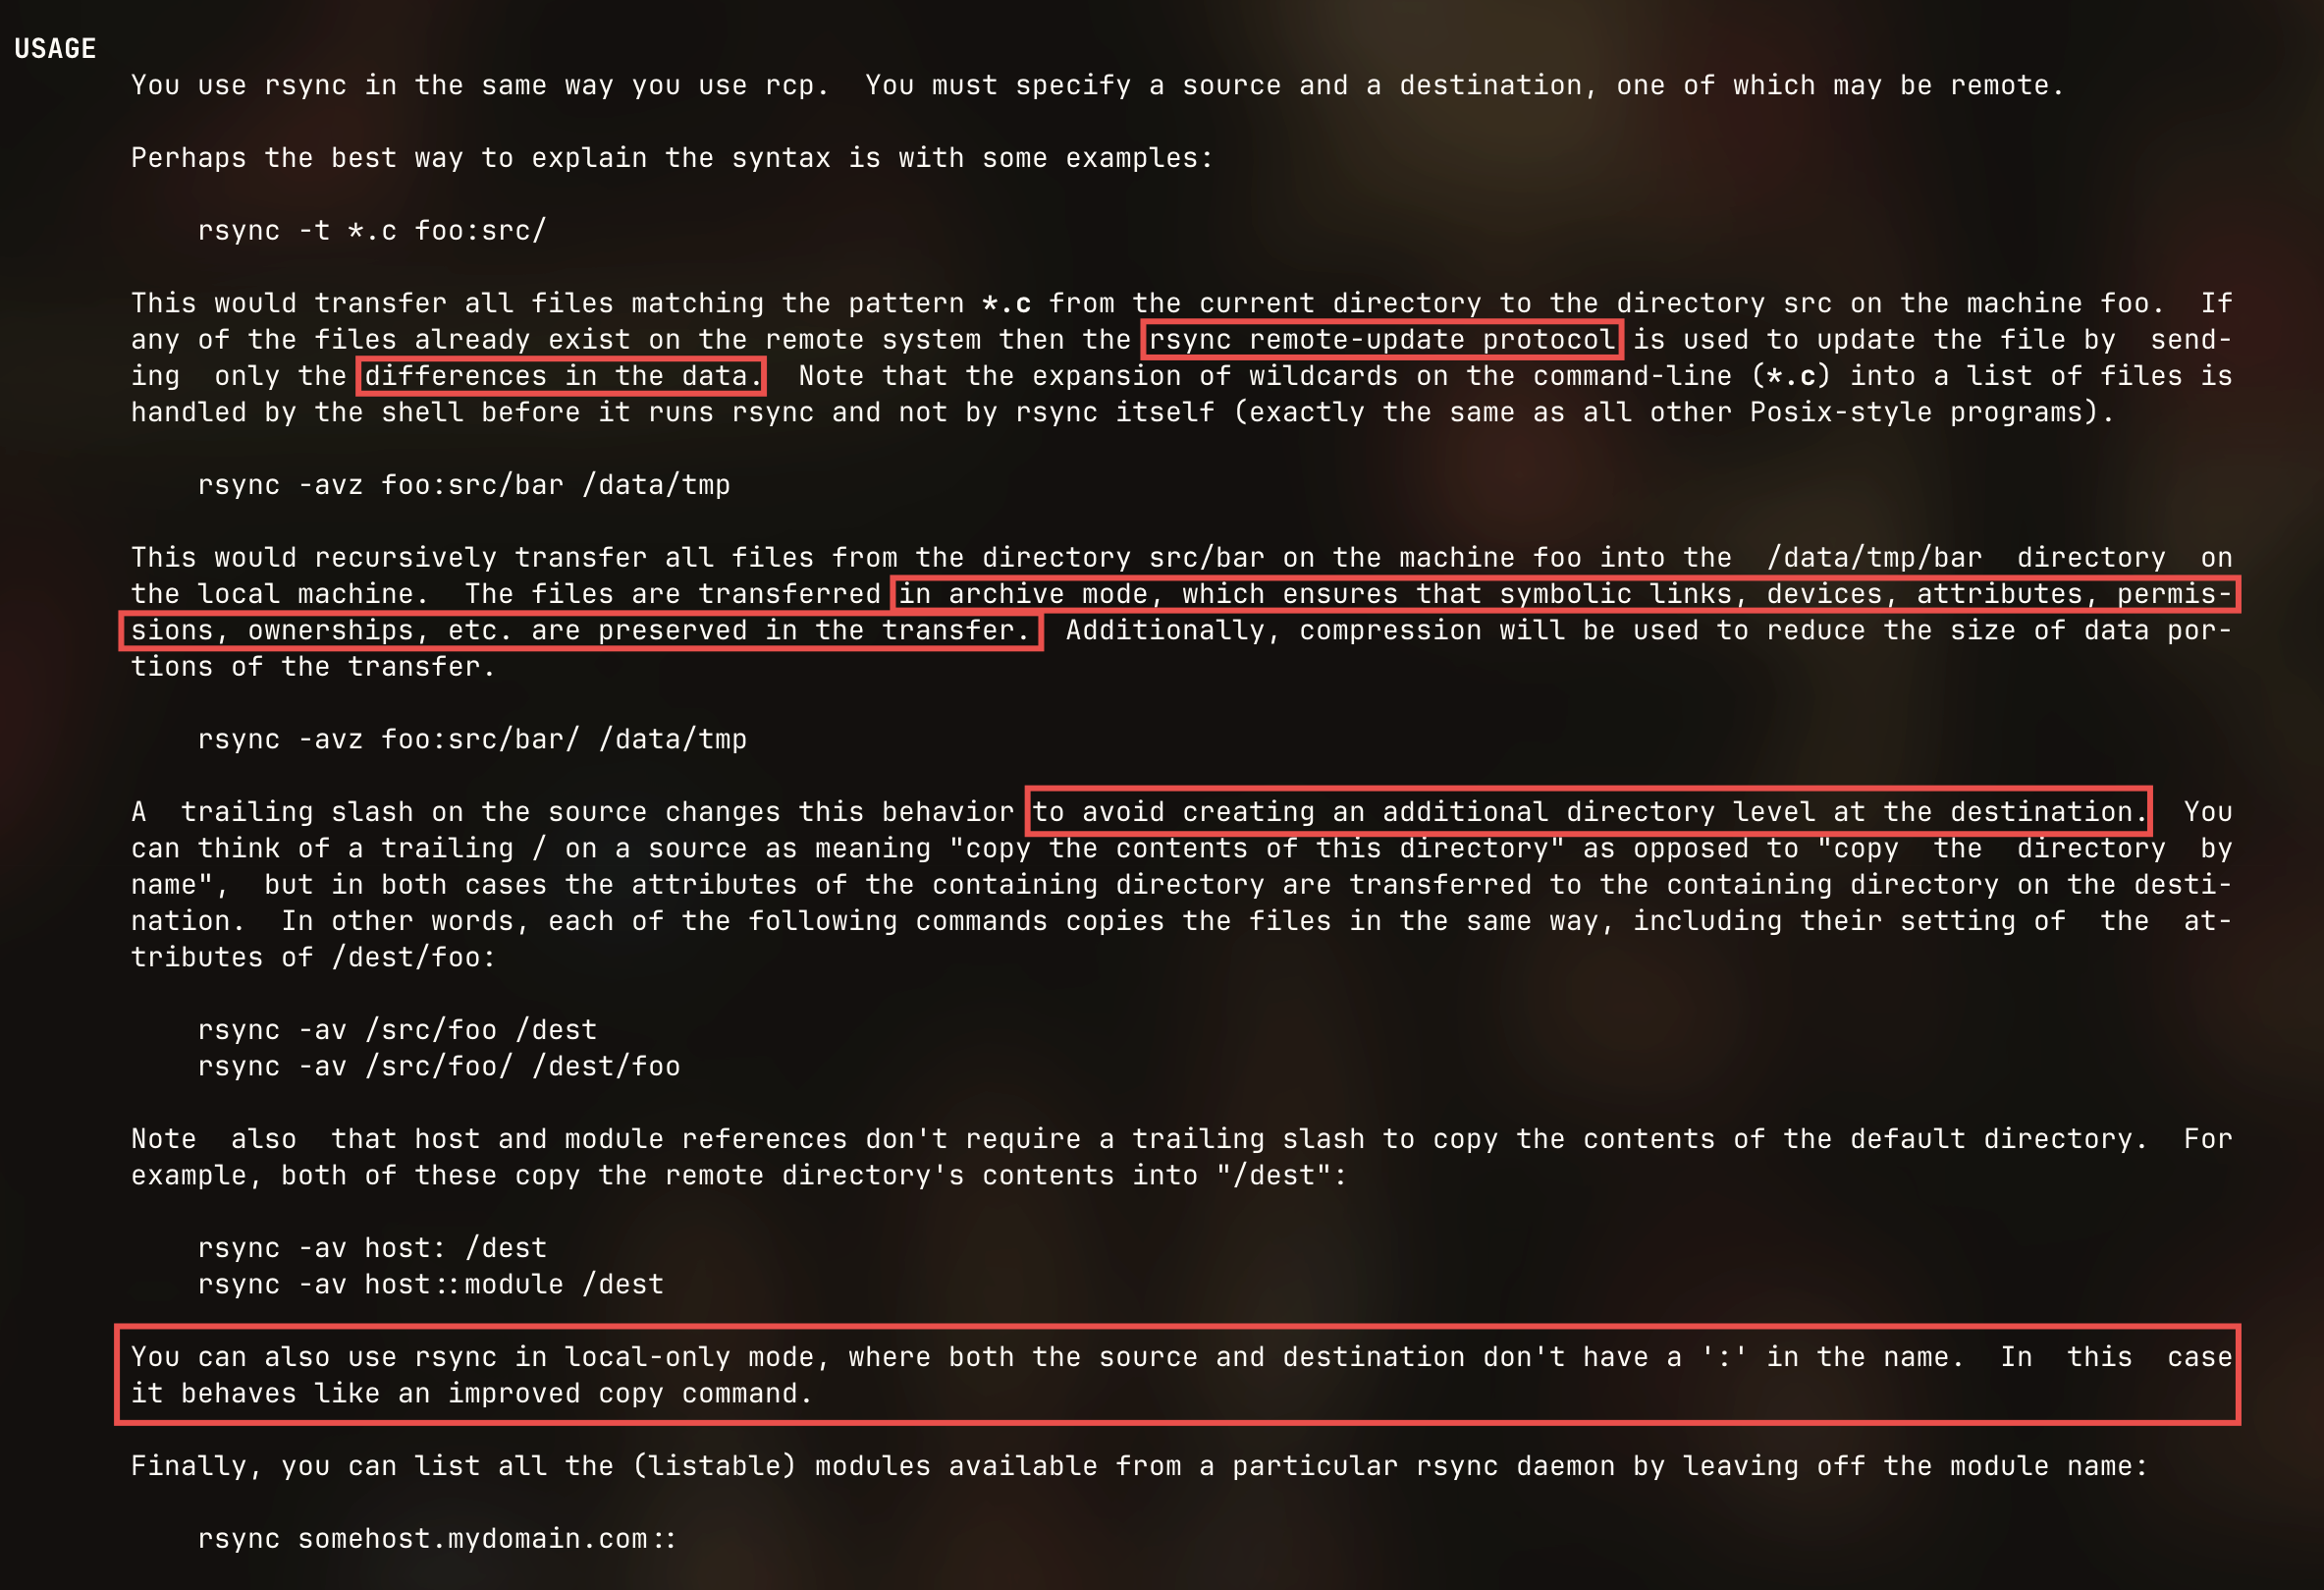 USAGE
You use rsync in the same way you use rcp.  You must specify a source and a destination, one of which may be remote.
Perhaps the best way to explain the syntax is with some examples:
rsync -t *.c foo:src/
This would transfer all files matching the pattern *.c from the current directory to the directory src on the machine foo.  If
any of the files already exist on the remote system then the rsync remote-update protocol is used to update the file by  send-
ing  only the differences in the data.  Note that the expansion of wildcards on the command-line (*.c) into a list of files is
handled by the shell before it runs rsync and not by rsync itself (exactly the same as all other Posix-style programs).
rsync -avz foo:src/bar /data/tmp
This would recursively transfer all files from the directory src/bar on the machine foo into the  /data/tmp/bar  directory  on
the local machine.  The files are transferred in archive mode, which ensures that symbolic links, devices, attributes, permis-
sions, ownerships, etc. are preserved in the transfer.  Additionally, compression will be used to reduce the size of data por-
tions of the transfer.
rsync -avz foo:src/bar/ /data/tmp
A  trailing slash on the source changes this behavior to avoid creating an additional directory level at the destination.  You
can think of a trailing / on a source as meaning "copy the contents of this directory" as opposed to "copy  the  directory  by
name",  but in both cases the attributes of the containing directory are transferred to the containing directory on the desti-
nation.  In other words, each of the following commands copies the files in the same way, including their setting of  the  at-
tributes of /dest/foo:
rsync -av /src/foo /dest
rsync -av /src/foo/ /dest/foo
Note  also  that host and module references don't require a trailing slash to copy the contents of the default directory.  For
example, both of these copy the remote directory's contents into "/dest":
rsync -av host: /dest
rsync -av host::module /dest
You can also use rsync in local-only mode, where both the source and destination don't have a ':' in the name.  In  this  case
it behaves like an improved copy command.
Finally, you can list all the (listable) modules available from a particular rsync daemon by leaving off the module name:
rsync somehost.mydomain.com::